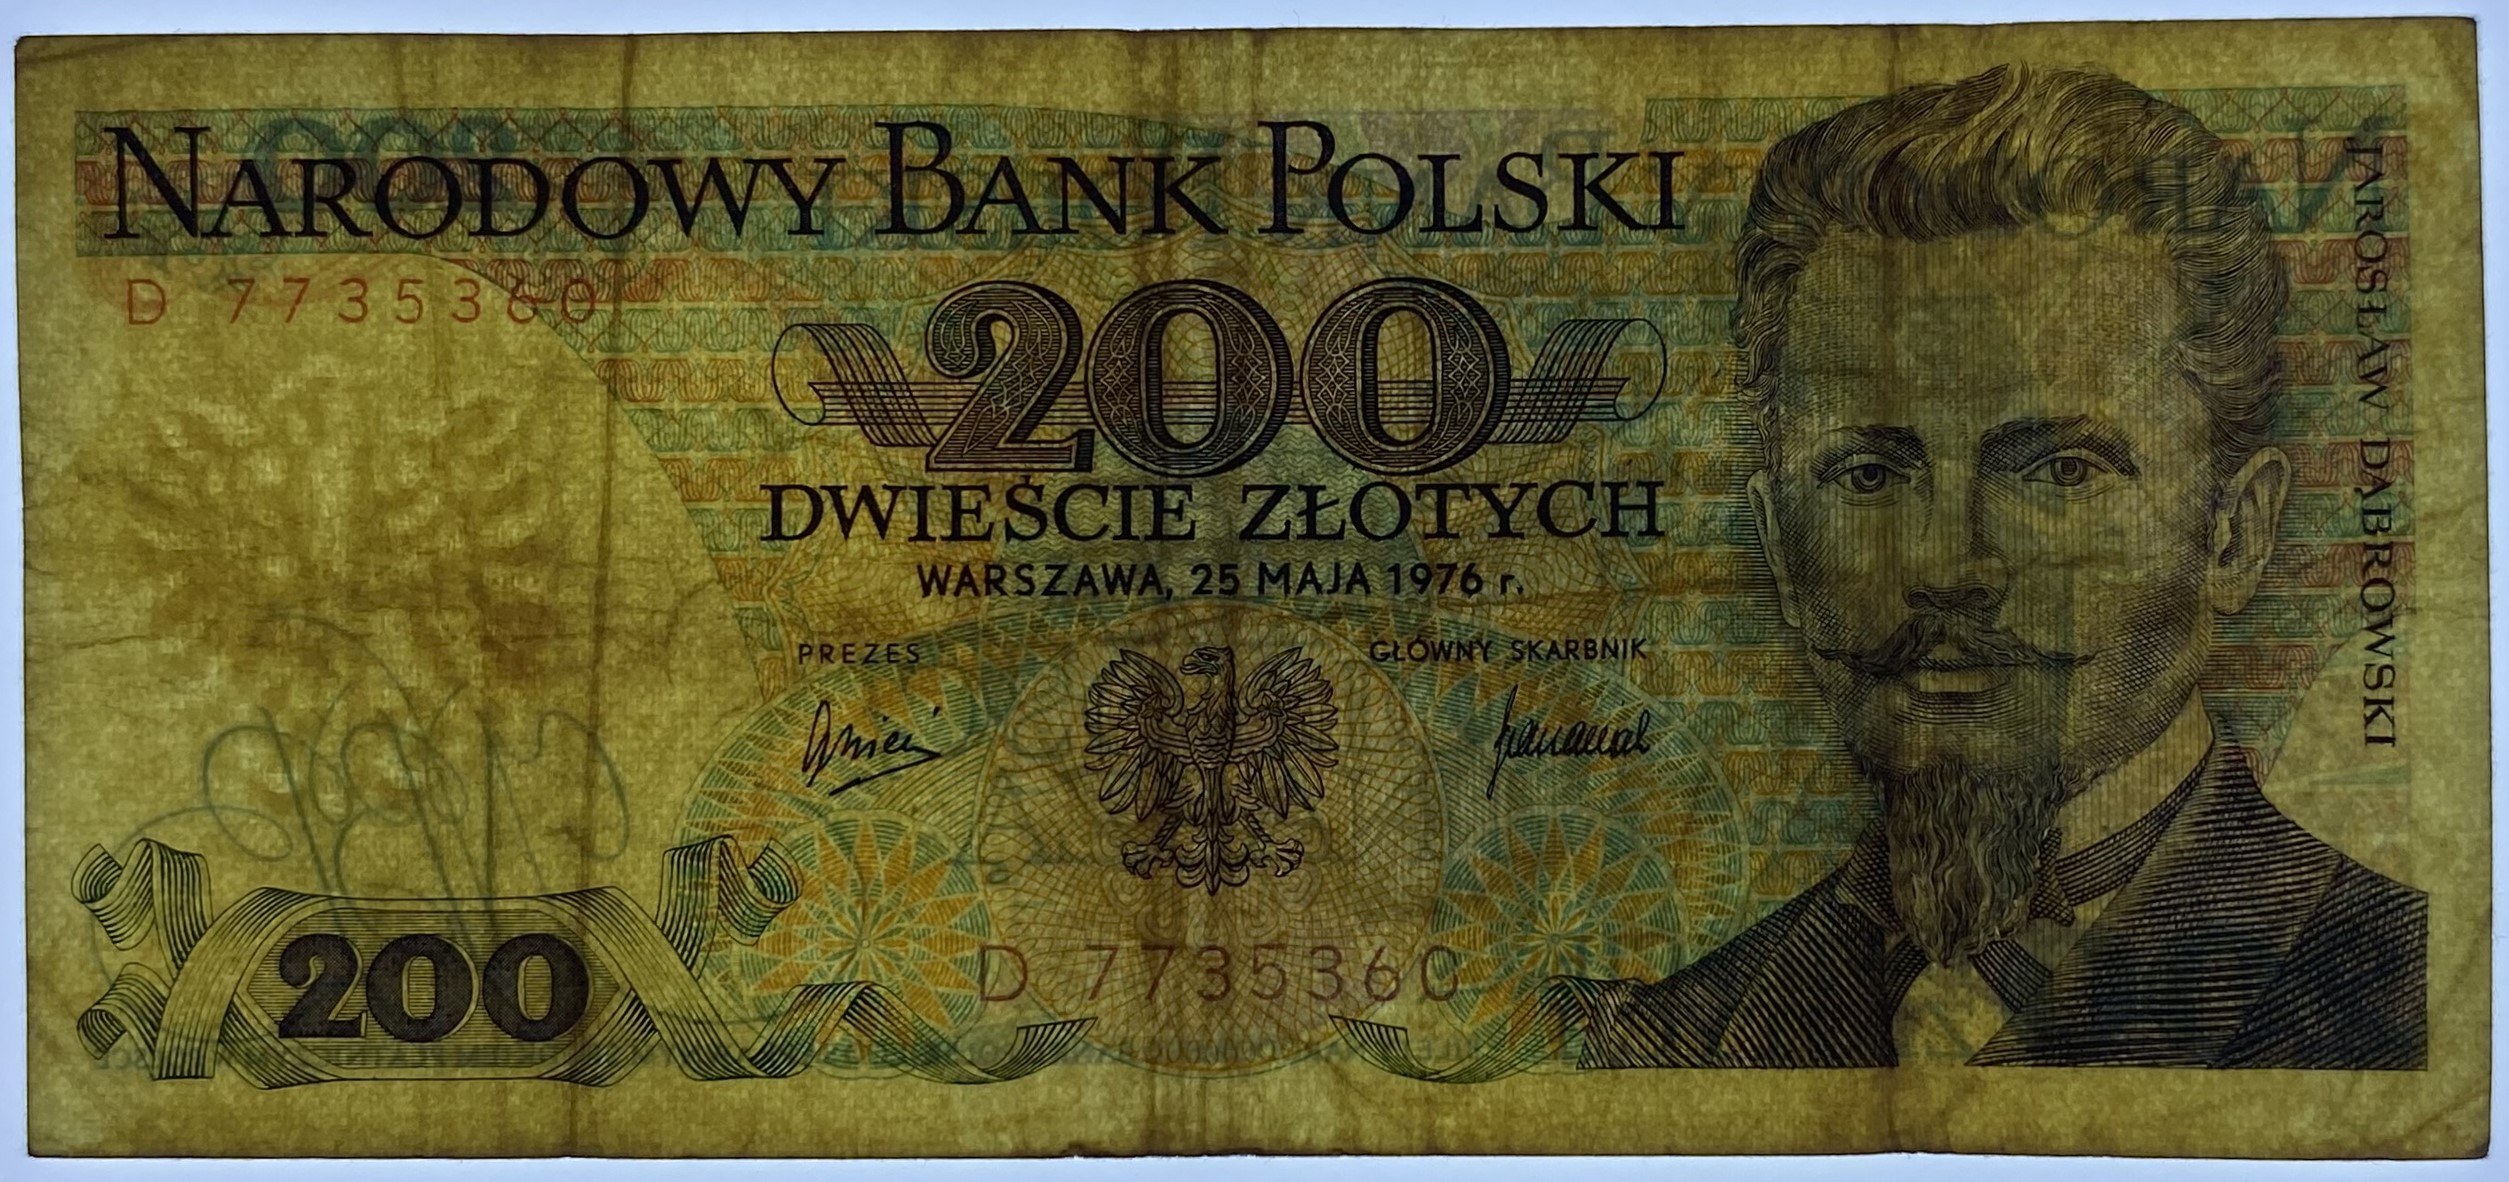 NARODOWY BANK POLSKI
D 7735360
200
DWIEŚCIE ZŁOTYCH
WARSZAWA, 25 MAJA 1976 r.
PREZES
GŁÓWNY SKARBNIK
D 7735360
200
JAROSŁAW DĄBROWSKI